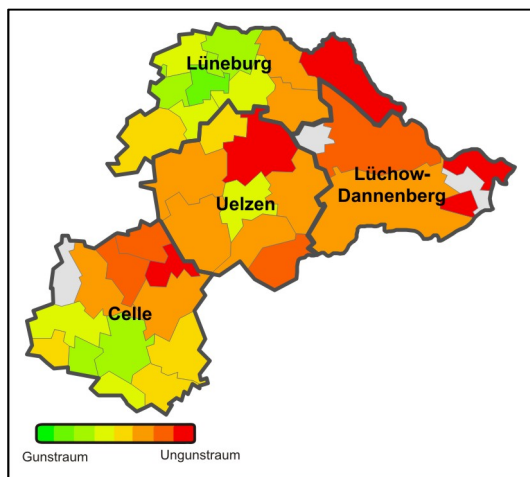 Lüneburg
Lüchow-
Dannenberg
Uelzen
Celle
Gunstraum Ungunstraum